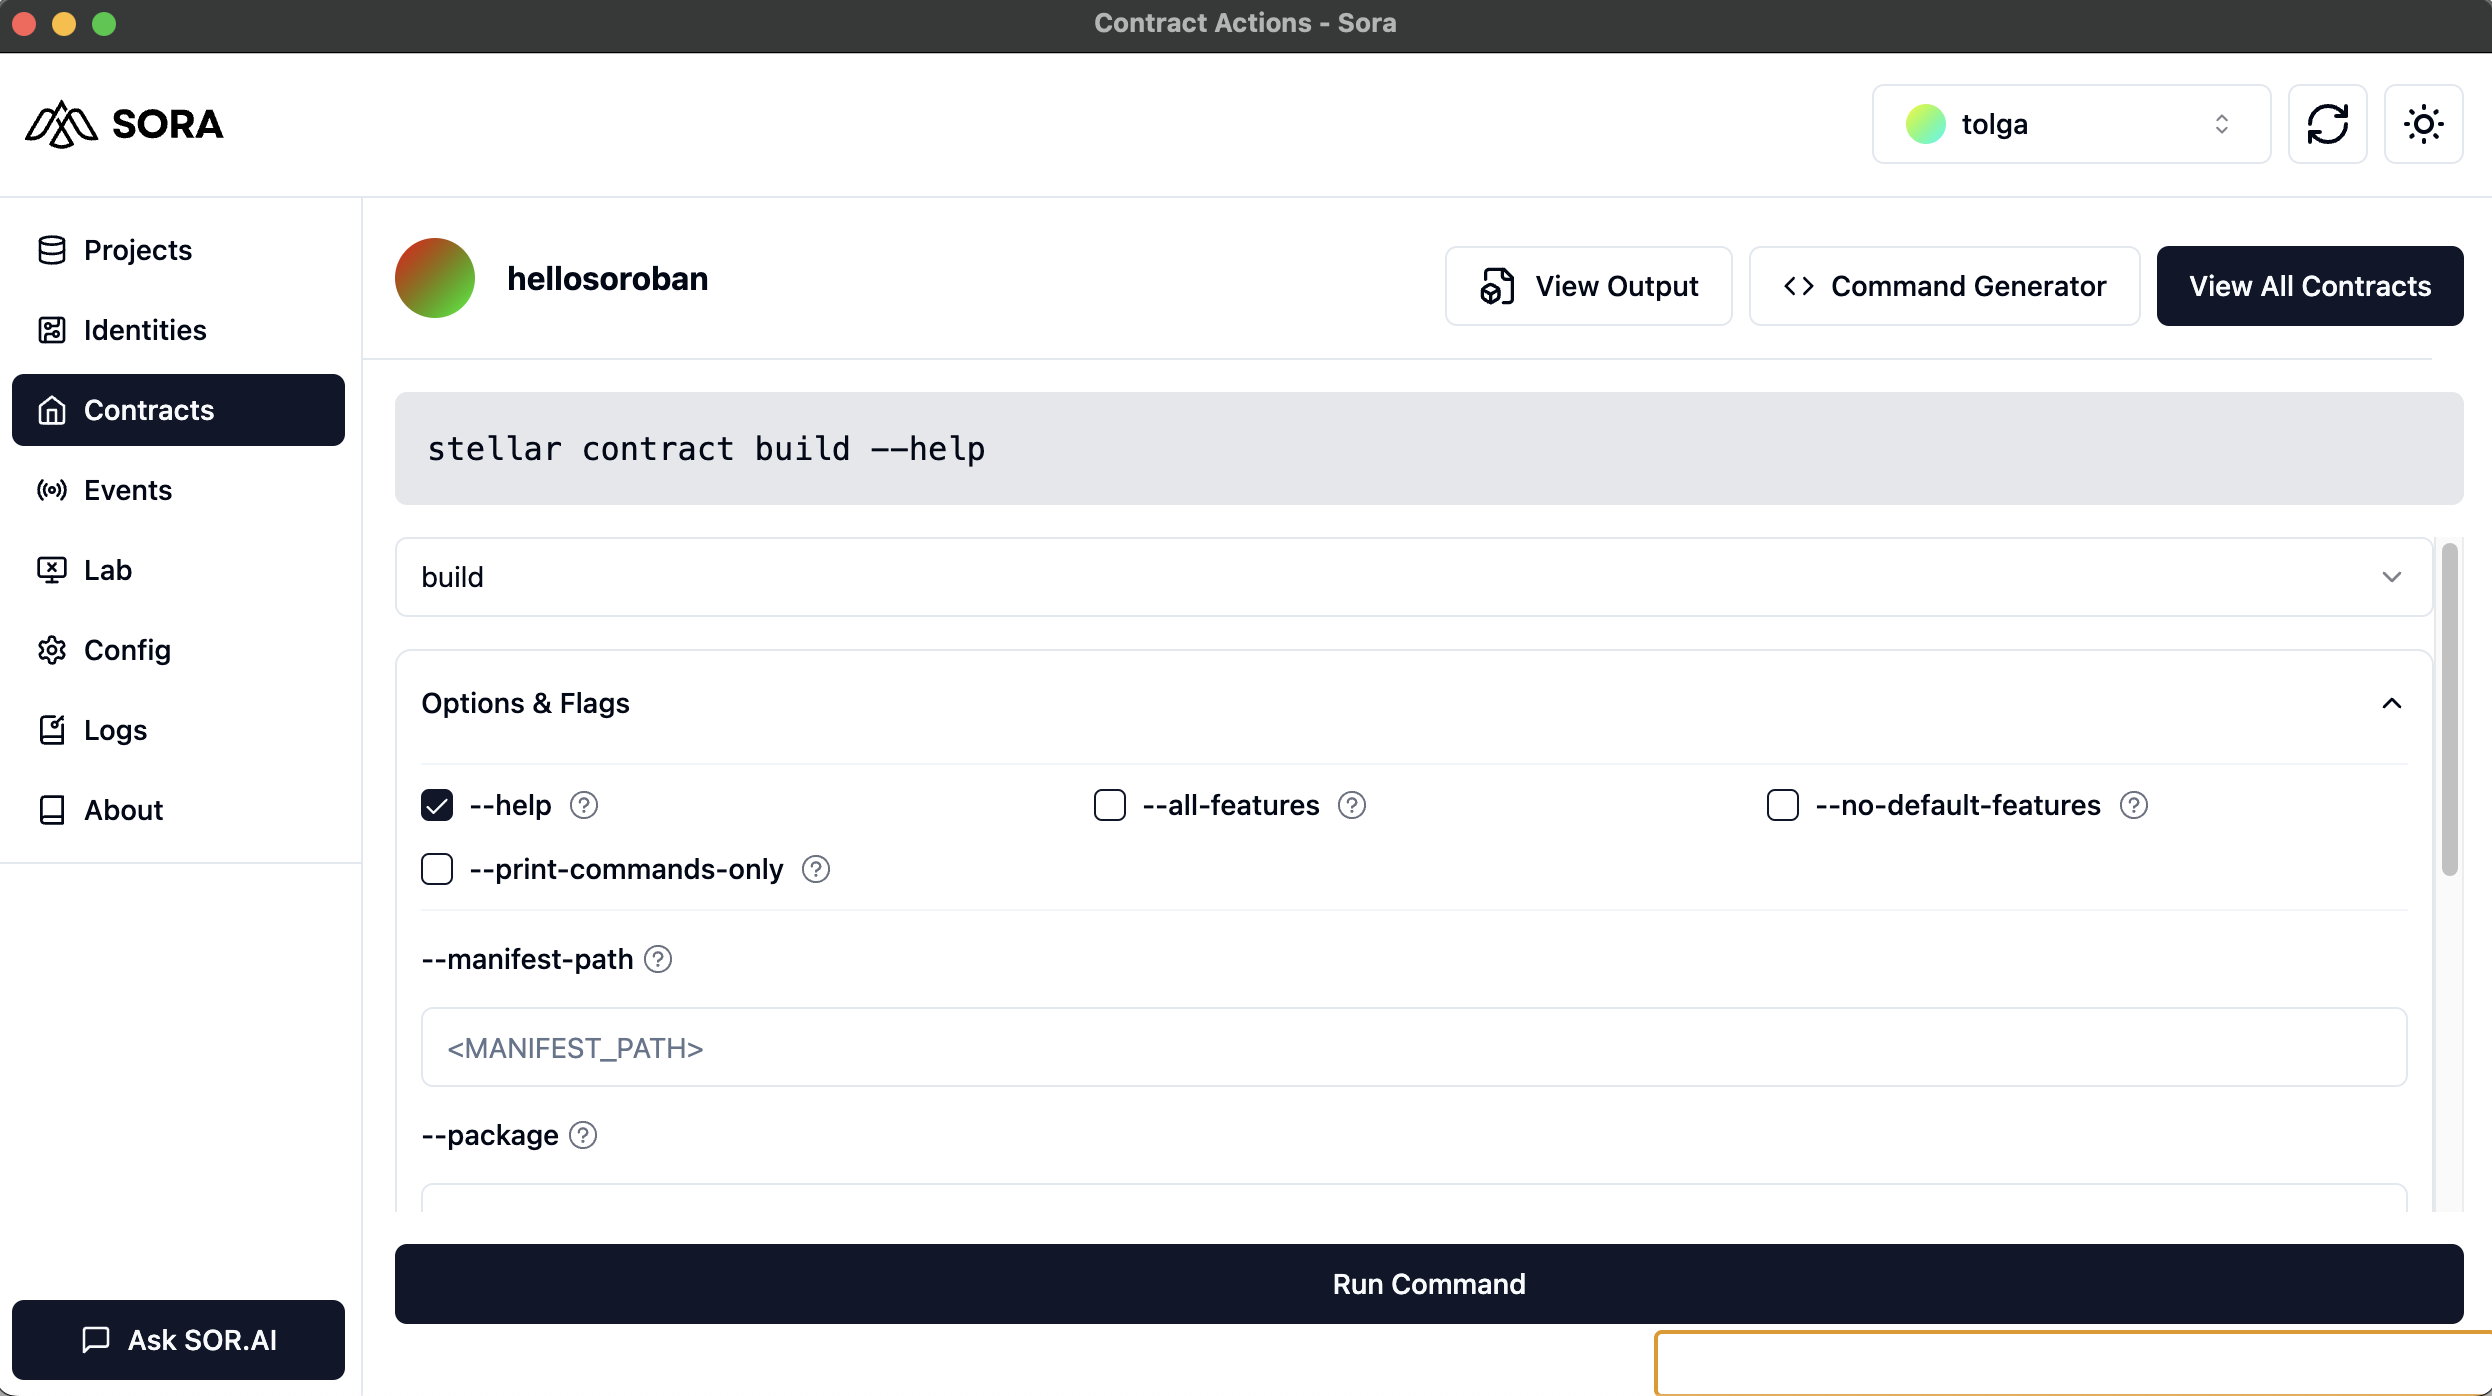 Contract Actions - Sora
SORA
tolga
Projects
Identities
Contracts
Events
Lab
Config
Logs
About
Ask SOR.AI
hellosoroban
View Output
Command Generator
View All Contracts
stellar contract build --help
build
Options & Flags
--help
--all-features
--no-default-features
--print-commands-only
--manifest-path
<MANIFEST_PATH>
--package
Run Command